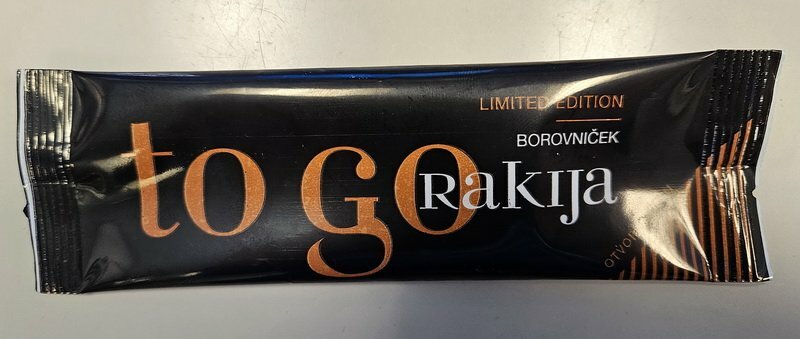 LIMITED EDITION
BOROVNIČEK
to go
Rakija